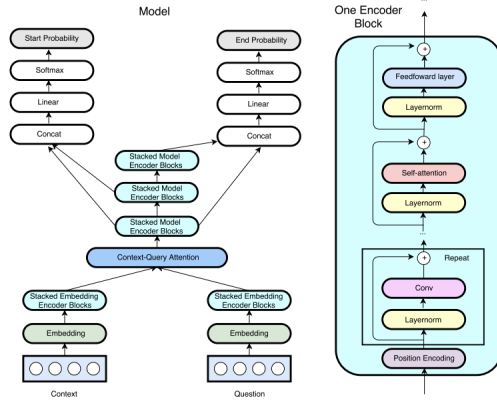 Model
Start Probability
Softmax
Linear
Concat
End Probability
Softmax
Linear
Concat
Stacked Model
Encoder Blocks
Stacked Model
Encoder Blocks
Stacked Model
Encoder Blocks
Context-Query Attention
Stacked Embedding
Encoder Blocks
Stacked Embedding
Encoder Blocks
Embedding
Embedding
Context
Question
One Encoder
Block
...
+
Feedfoward layer
Layernorm
+
Self-attention
Layernorm
...
+
Repeat
Conv
Layernorm
Position Encoding